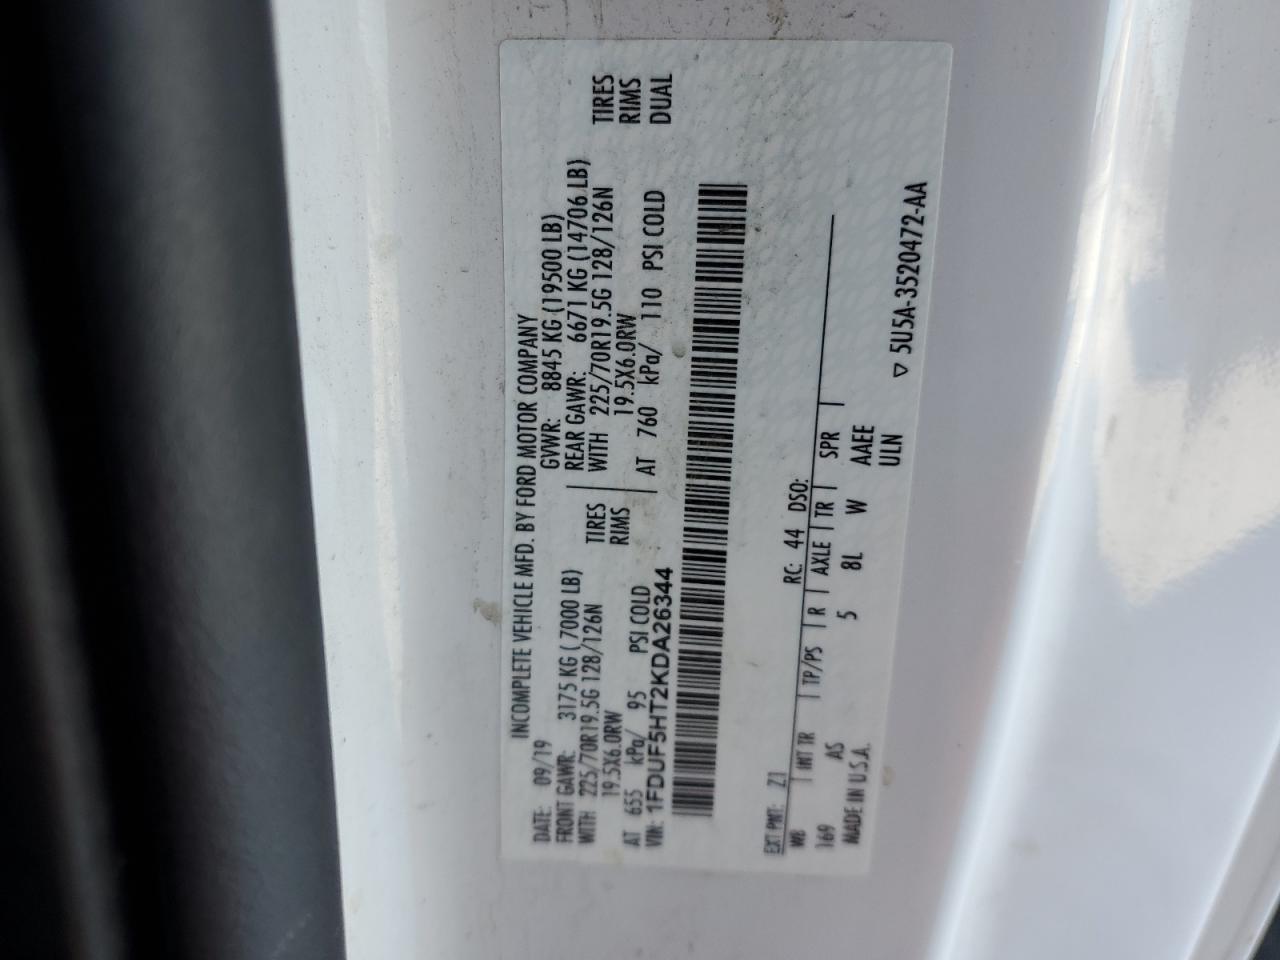 INCOMPLETE VEHICLE MFD. BY FORD MOTOR COMPANY
DATE: 09/19 GVWR: 8845 KG (19500 LB)
FRONT GAWR: 3175 KG ( 7000 LB) REAR GAWR: 6671 KG (14706 LB)
WITH 225/70R19.5G 128/126N TIRES WITH 225/70R19.5G 128/126N TIRES
19.5X6.0RW RIMS 19.5X6.0RW RIMS
AT 655 kPa/ 95 PSI COLD AT 760 kPa/ 110 PSI COLD DUAL
VIN: 1FDUF5HT2KDA26344
EXT PNT: Z1 RC: 44 DSO:
WB INT TR TP/PS R AXLE TR SPR
169 AS 5 8L W AAEE
MADE IN U.S.A. ULN
▽ 5U5A-3520472-AA